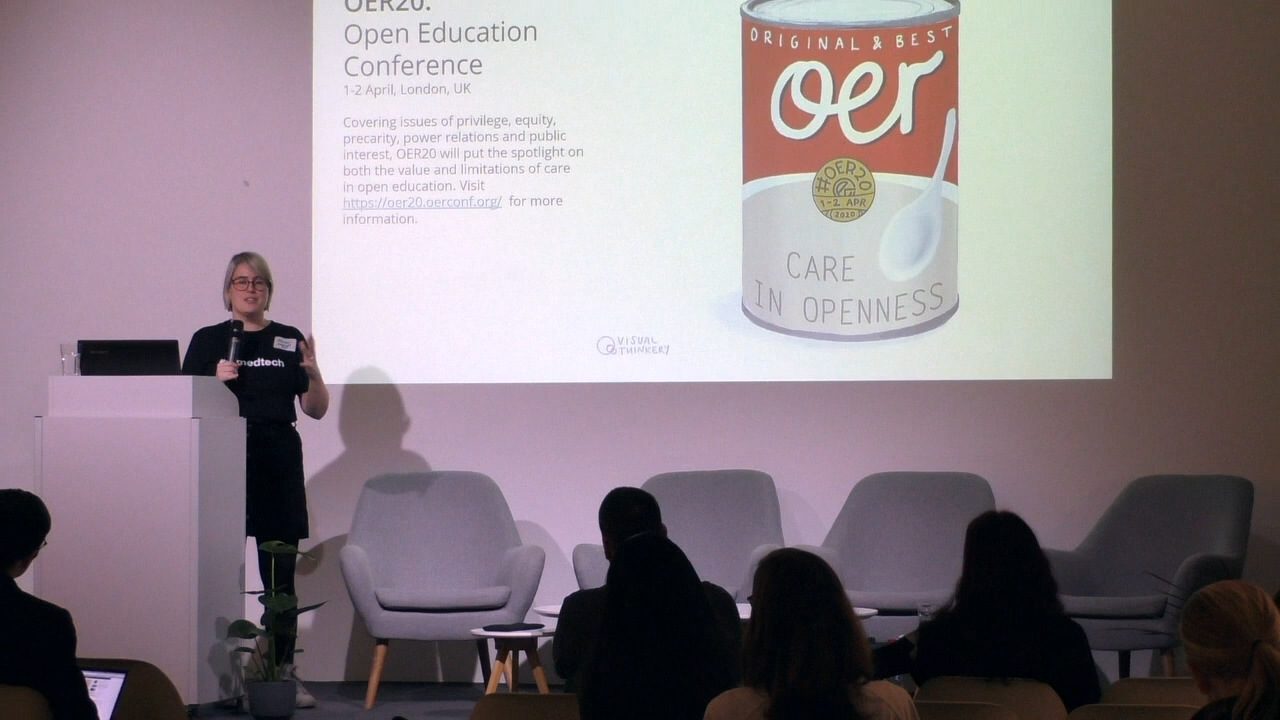 OER20:
Open Education
Conference
1-2 April, London, UK
Covering issues of privilege, equity,
precarity, power relations and public
interest, OER20 will put the spotlight on
both the value and limitations of care
in open education. Visit
https://oer20.oerconf.org/ for more
information.
ORIGINAL & BEST
oer
#OER20
1-2 APR
2020
CARE
IN OPENNESS
VISUAL
THINKERY
medtech